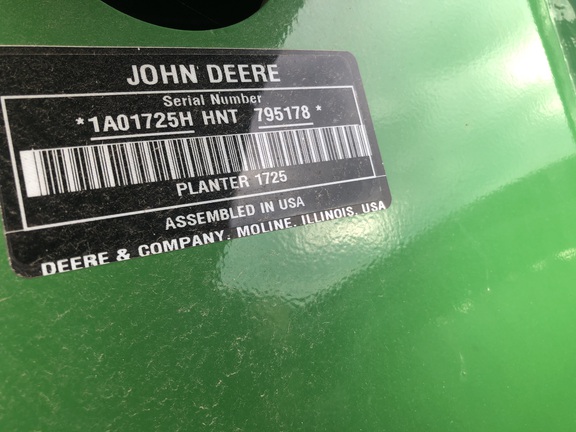 JOHN DEERE
Serial Number
*1A01725H HNT 795178*
PLANTER 1725
ASSEMBLED IN USA
DEERE & COMPANY, MOLINE, ILLINOIS, USA